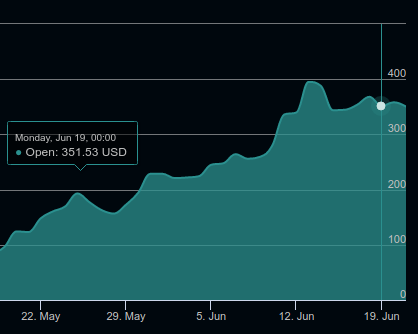 400
Monday, Jun 19, 00:00
Open: 351.53 USD
300
200
100
0
22. May 29. May 5. Jun 12. Jun 19. Jun